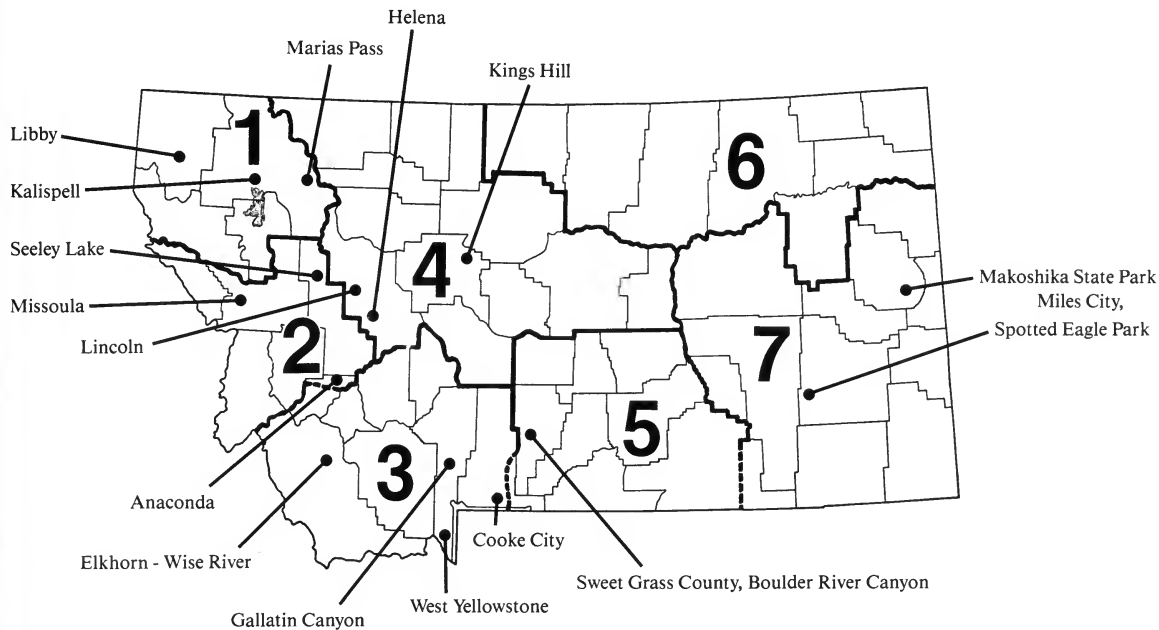 Helena
Marias Pass
Kings Hill
Libby
1
6
Kalispell
Seeley Lake
4
Makoshika State Park
Miles City,
Missoula
Spotted Eagle Park
Lincoln
2
7
5
3
Anaconda
Cooke City
Elkhorn - Wise River
Sweet Grass County, Boulder River Canyon
West Yellowstone
Gallatin Canyon